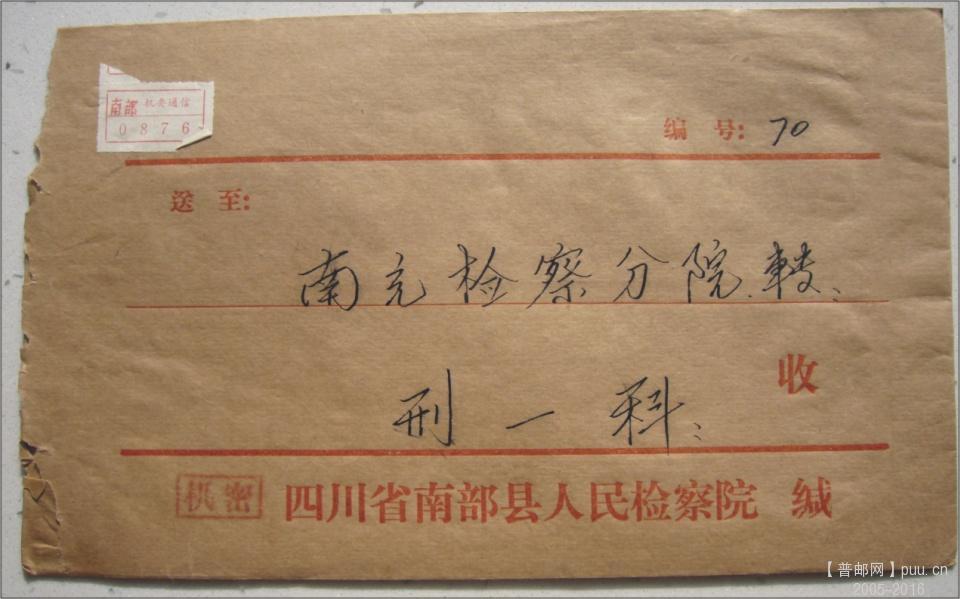 南部 机要通信
0876
编 号: 70
送 至:
南充检察分院轉、
收
刑一科、
机密 四川省南部县人民检察院 缄
【普邮网】puu.cn
2005-2016